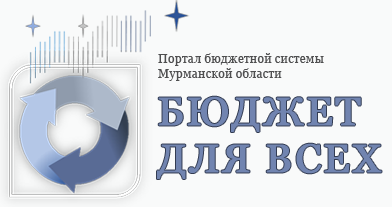 Портал бюджетной системы
Мурманской области
БЮДЖЕТ
ДЛЯ ВСЕХ